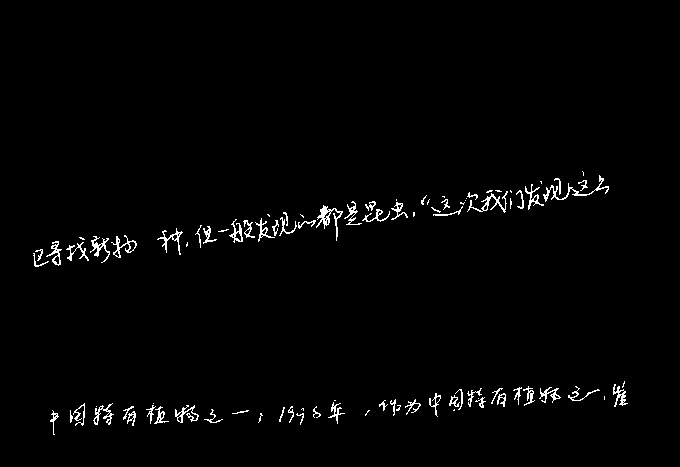 寻找新物种,但一般发现的都是昆虫,“这次我们发现这么
中国特有植物之一;1998年,作为中国特有植物之一,